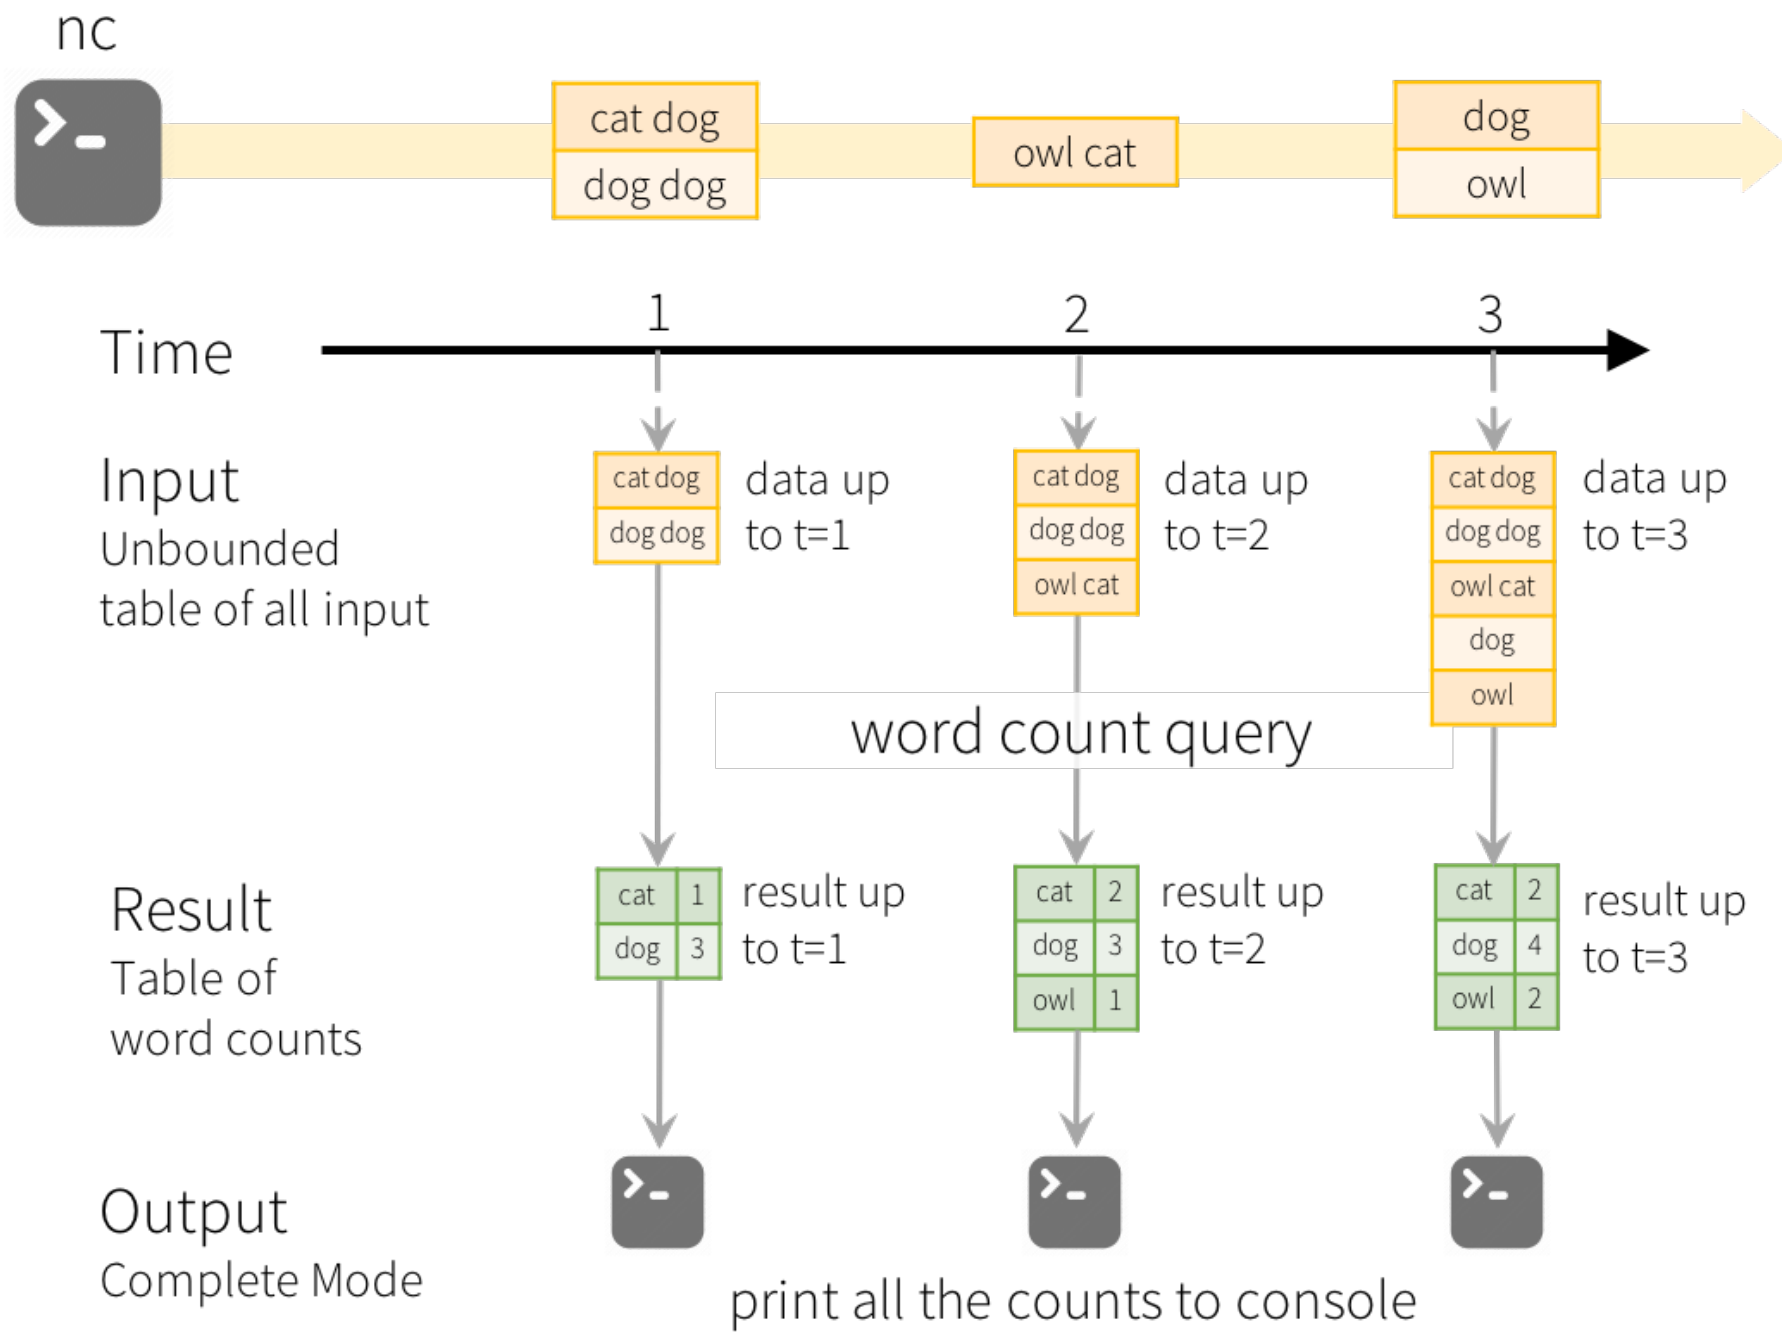 nc
cat dog
dog dog
owl cat
dog
owl
Time
1
2
3
Input
Unbounded
table of all input
cat dog
dog dog
data up
to t=1
cat dog
dog dog
owl cat
data up
to t=2
cat dog
dog dog
owl cat
dog
owl
data up
to t=3
word count query
Result
Table of
word counts
cat 1
dog 3
result up
to t=1
cat 2
dog 3
owl 1
result up
to t=2
cat 2
dog 4
owl 2
result up
to t=3
Output
Complete Mode
print all the counts to console